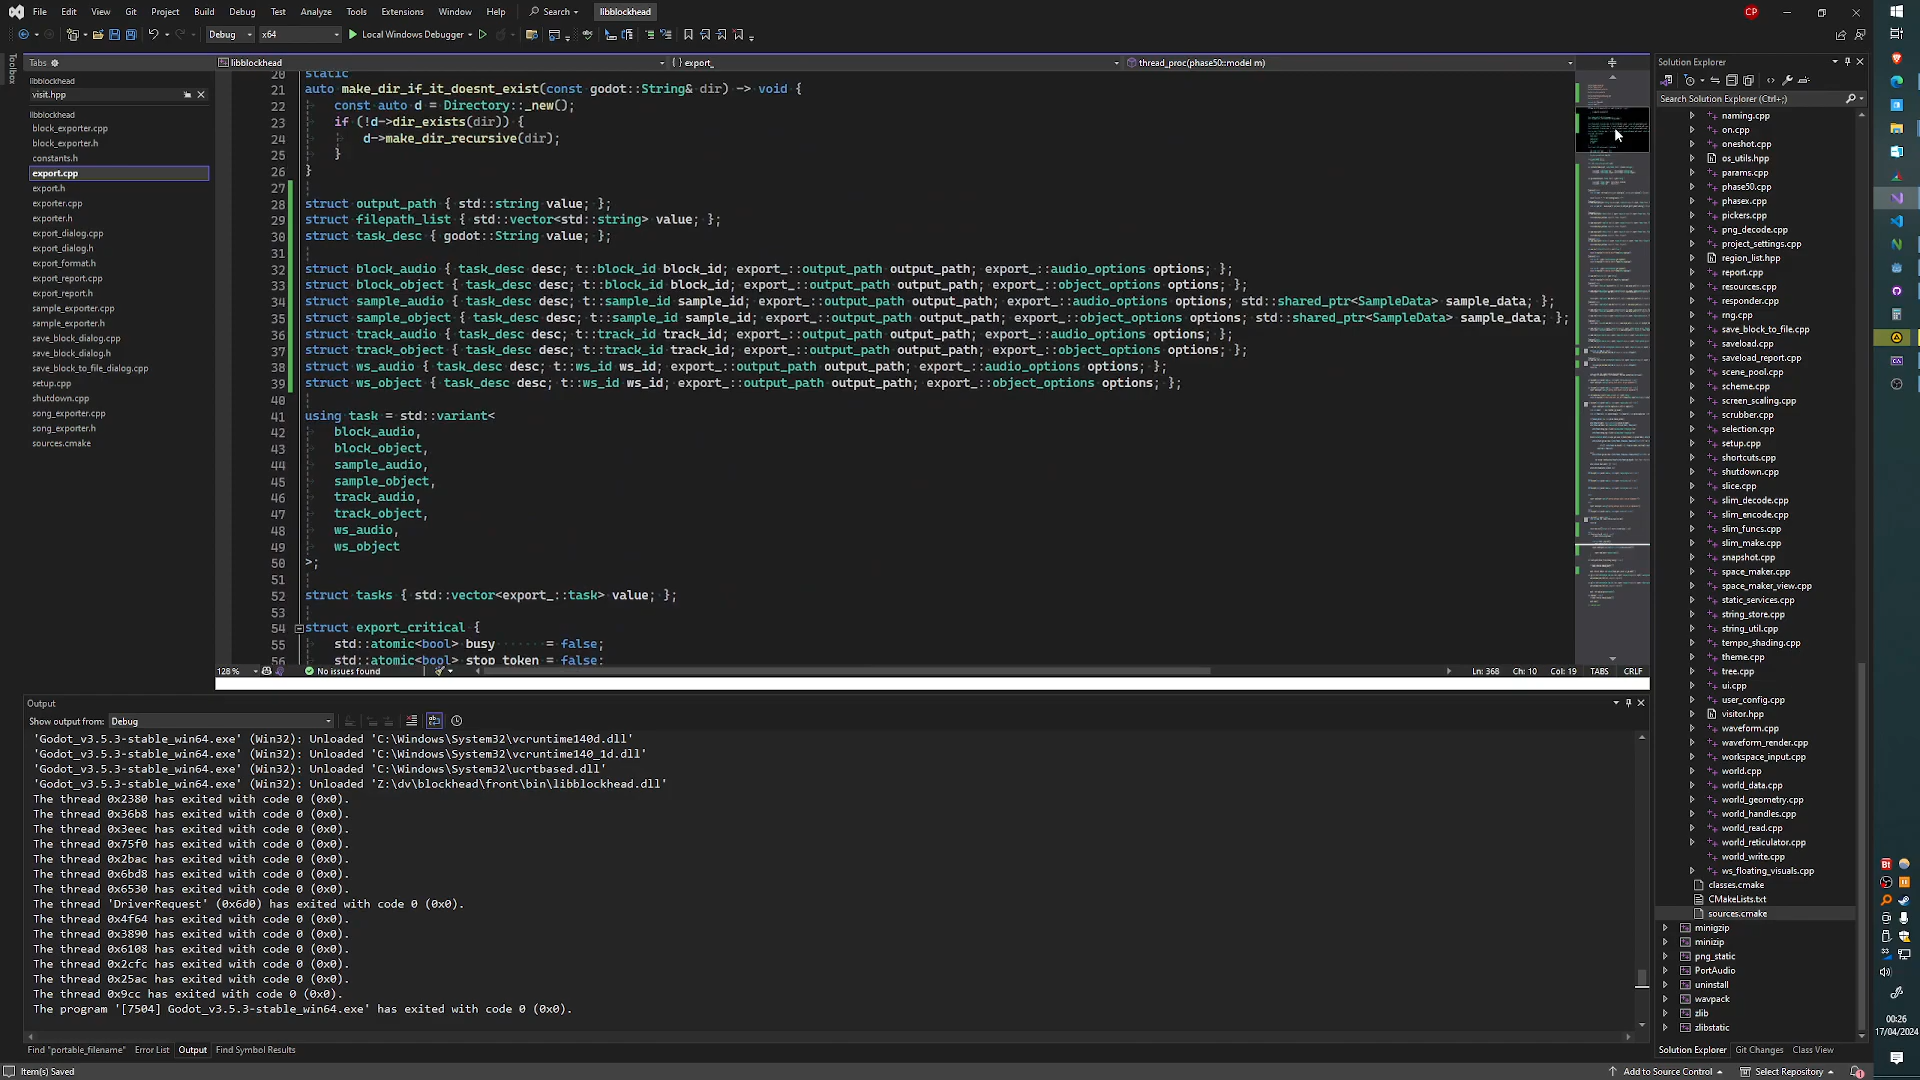 File Edit View Git Project Build Debug Test Analyze Tools Extensions Window Help Search libblockhead CP
Debug x64 Local Windows Debugger
Toolbox
Tabs
libblockhead
visit.hpp
libblockhead
block_exporter.cpp
block_exporter.h
constants.h
export.cpp
export.h
exporter.cpp
exporter.h
export_dialog.cpp
export_dialog.h
export_format.h
export_report.cpp
export_report.h
sample_exporter.cpp
sample_exporter.h
save_block_dialog.cpp
save_block_dialog.h
save_block_to_file_dialog.cpp
setup.cpp
shutdown.cpp
song_exporter.cpp
song_exporter.h
sources.cmake
libblockhead export_ thread_proc(phase50::model m)
20 static
21 auto make_dir_if_it_doesnt_exist(const godot::String& dir) -> void {
22 const auto d = Directory::_new();
23 if (!d->dir_exists(dir)) {
24 d->make_dir_recursive(dir);
25 }
26 }
27
28 struct output_path { std::string value; };
29 struct filepath_list { std::vector<std::string> value; };
30 struct task_desc { godot::String value; };
31
32 struct block_audio { task_desc desc; t::block_id block_id; export_::output_path output_path; export_::audio_options options; };
33 struct block_object { task_desc desc; t::block_id block_id; export_::output_path output_path; export_::object_options options; };
34 struct sample_audio { task_desc desc; t::sample_id sample_id; export_::output_path output_path; export_::audio_options options; std::shared_ptr<SampleData> sample_data; };
35 struct sample_object { task_desc desc; t::sample_id sample_id; export_::output_path output_path; export_::object_options options; std::shared_ptr<SampleData> sample_data; };
36 struct track_audio { task_desc desc; t::track_id track_id; export_::output_path output_path; export_::audio_options options; };
37 struct track_object { task_desc desc; t::track_id track_id; export_::output_path output_path; export_::object_options options; };
38 struct ws_audio { task_desc desc; t::ws_id ws_id; export_::output_path output_path; export_::audio_options options; };
39 struct ws_object { task_desc desc; t::ws_id ws_id; export_::output_path output_path; export_::object_options options; };
40
41 using task = std::variant<
42 block_audio,
43 block_object,
44 sample_audio,
45 sample_object,
46 track_audio,
47 track_object,
48 ws_audio,
49 ws_object
50 >;
51
52 struct tasks { std::vector<export_::task> value; };
53
54 struct export_critical {
55 std::atomic<bool> busy = false;
56 std::atomic<bool> stop_token = false;
128 % No issues found Ln: 368 Ch: 10 Col: 19 TABS CRLF
Output
Show output from: Debug
'Godot_v3.5.3-stable_win64.exe' (Win32): Unloaded 'C:\Windows\System32\vcruntime140d.dll'
'Godot_v3.5.3-stable_win64.exe' (Win32): Unloaded 'C:\Windows\System32\vcruntime140_1d.dll'
'Godot_v3.5.3-stable_win64.exe' (Win32): Unloaded 'C:\Windows\System32\ucrtbased.dll'
'Godot_v3.5.3-stable_win64.exe' (Win32): Unloaded 'Z:\dv\blockhead\front\bin\libblockhead.dll'
The thread 0x2380 has exited with code 0 (0x0).
The thread 0x36b8 has exited with code 0 (0x0).
The thread 0x3eec has exited with code 0 (0x0).
The thread 0x75f0 has exited with code 0 (0x0).
The thread 0x2bac has exited with code 0 (0x0).
The thread 0x6bd8 has exited with code 0 (0x0).
The thread 0x6530 has exited with code 0 (0x0).
The thread 'DriverRequest' (0x6d0) has exited with code 0 (0x0).
The thread 0x4f64 has exited with code 0 (0x0).
The thread 0x3890 has exited with code 0 (0x0).
The thread 0x6108 has exited with code 0 (0x0).
The thread 0x2cfc has exited with code 0 (0x0).
The thread 0x25ac has exited with code 0 (0x0).
The thread 0x9cc has exited with code 0 (0x0).
The program '[7504] Godot_v3.5.3-stable_win64.exe' has exited with code 0 (0x0).
Find "portable_filename" Error List Output Find Symbol Results
Item(s) Saved
Solution Explorer
Search Solution Explorer (Ctrl+;)
naming.cpp
on.cpp
oneshot.cpp
os_utils.hpp
params.cpp
phase50.cpp
phasex.cpp
pickers.cpp
png_decode.cpp
project_settings.cpp
region_list.hpp
report.cpp
resources.cpp
responder.cpp
rng.cpp
save_block_to_file.cpp
saveload.cpp
saveload_report.cpp
scene_pool.cpp
scheme.cpp
screen_scaling.cpp
scrubber.cpp
selection.cpp
setup.cpp
shortcuts.cpp
shutdown.cpp
slice.cpp
slim_decode.cpp
slim_encode.cpp
slim_funcs.cpp
slim_make.cpp
snapshot.cpp
space_maker.cpp
space_maker_view.cpp
static_services.cpp
string_store.cpp
string_util.cpp
tempo_shading.cpp
theme.cpp
tree.cpp
ui.cpp
user_config.cpp
visitor.hpp
waveform.cpp
waveform_render.cpp
workspace_input.cpp
world.cpp
world_data.cpp
world_geometry.cpp
world_handles.cpp
world_read.cpp
world_reticulator.cpp
world_write.cpp
ws_floating_visuals.cpp
classes.cmake
CMakeLists.txt
sources.cmake
minigzip
minizip
png_static
PortAudio
uninstall
wavpack
zlib
zlibstatic
Solution Explorer Git Changes Class View
Add to Source Control Select Repository
00:26
17/04/2024